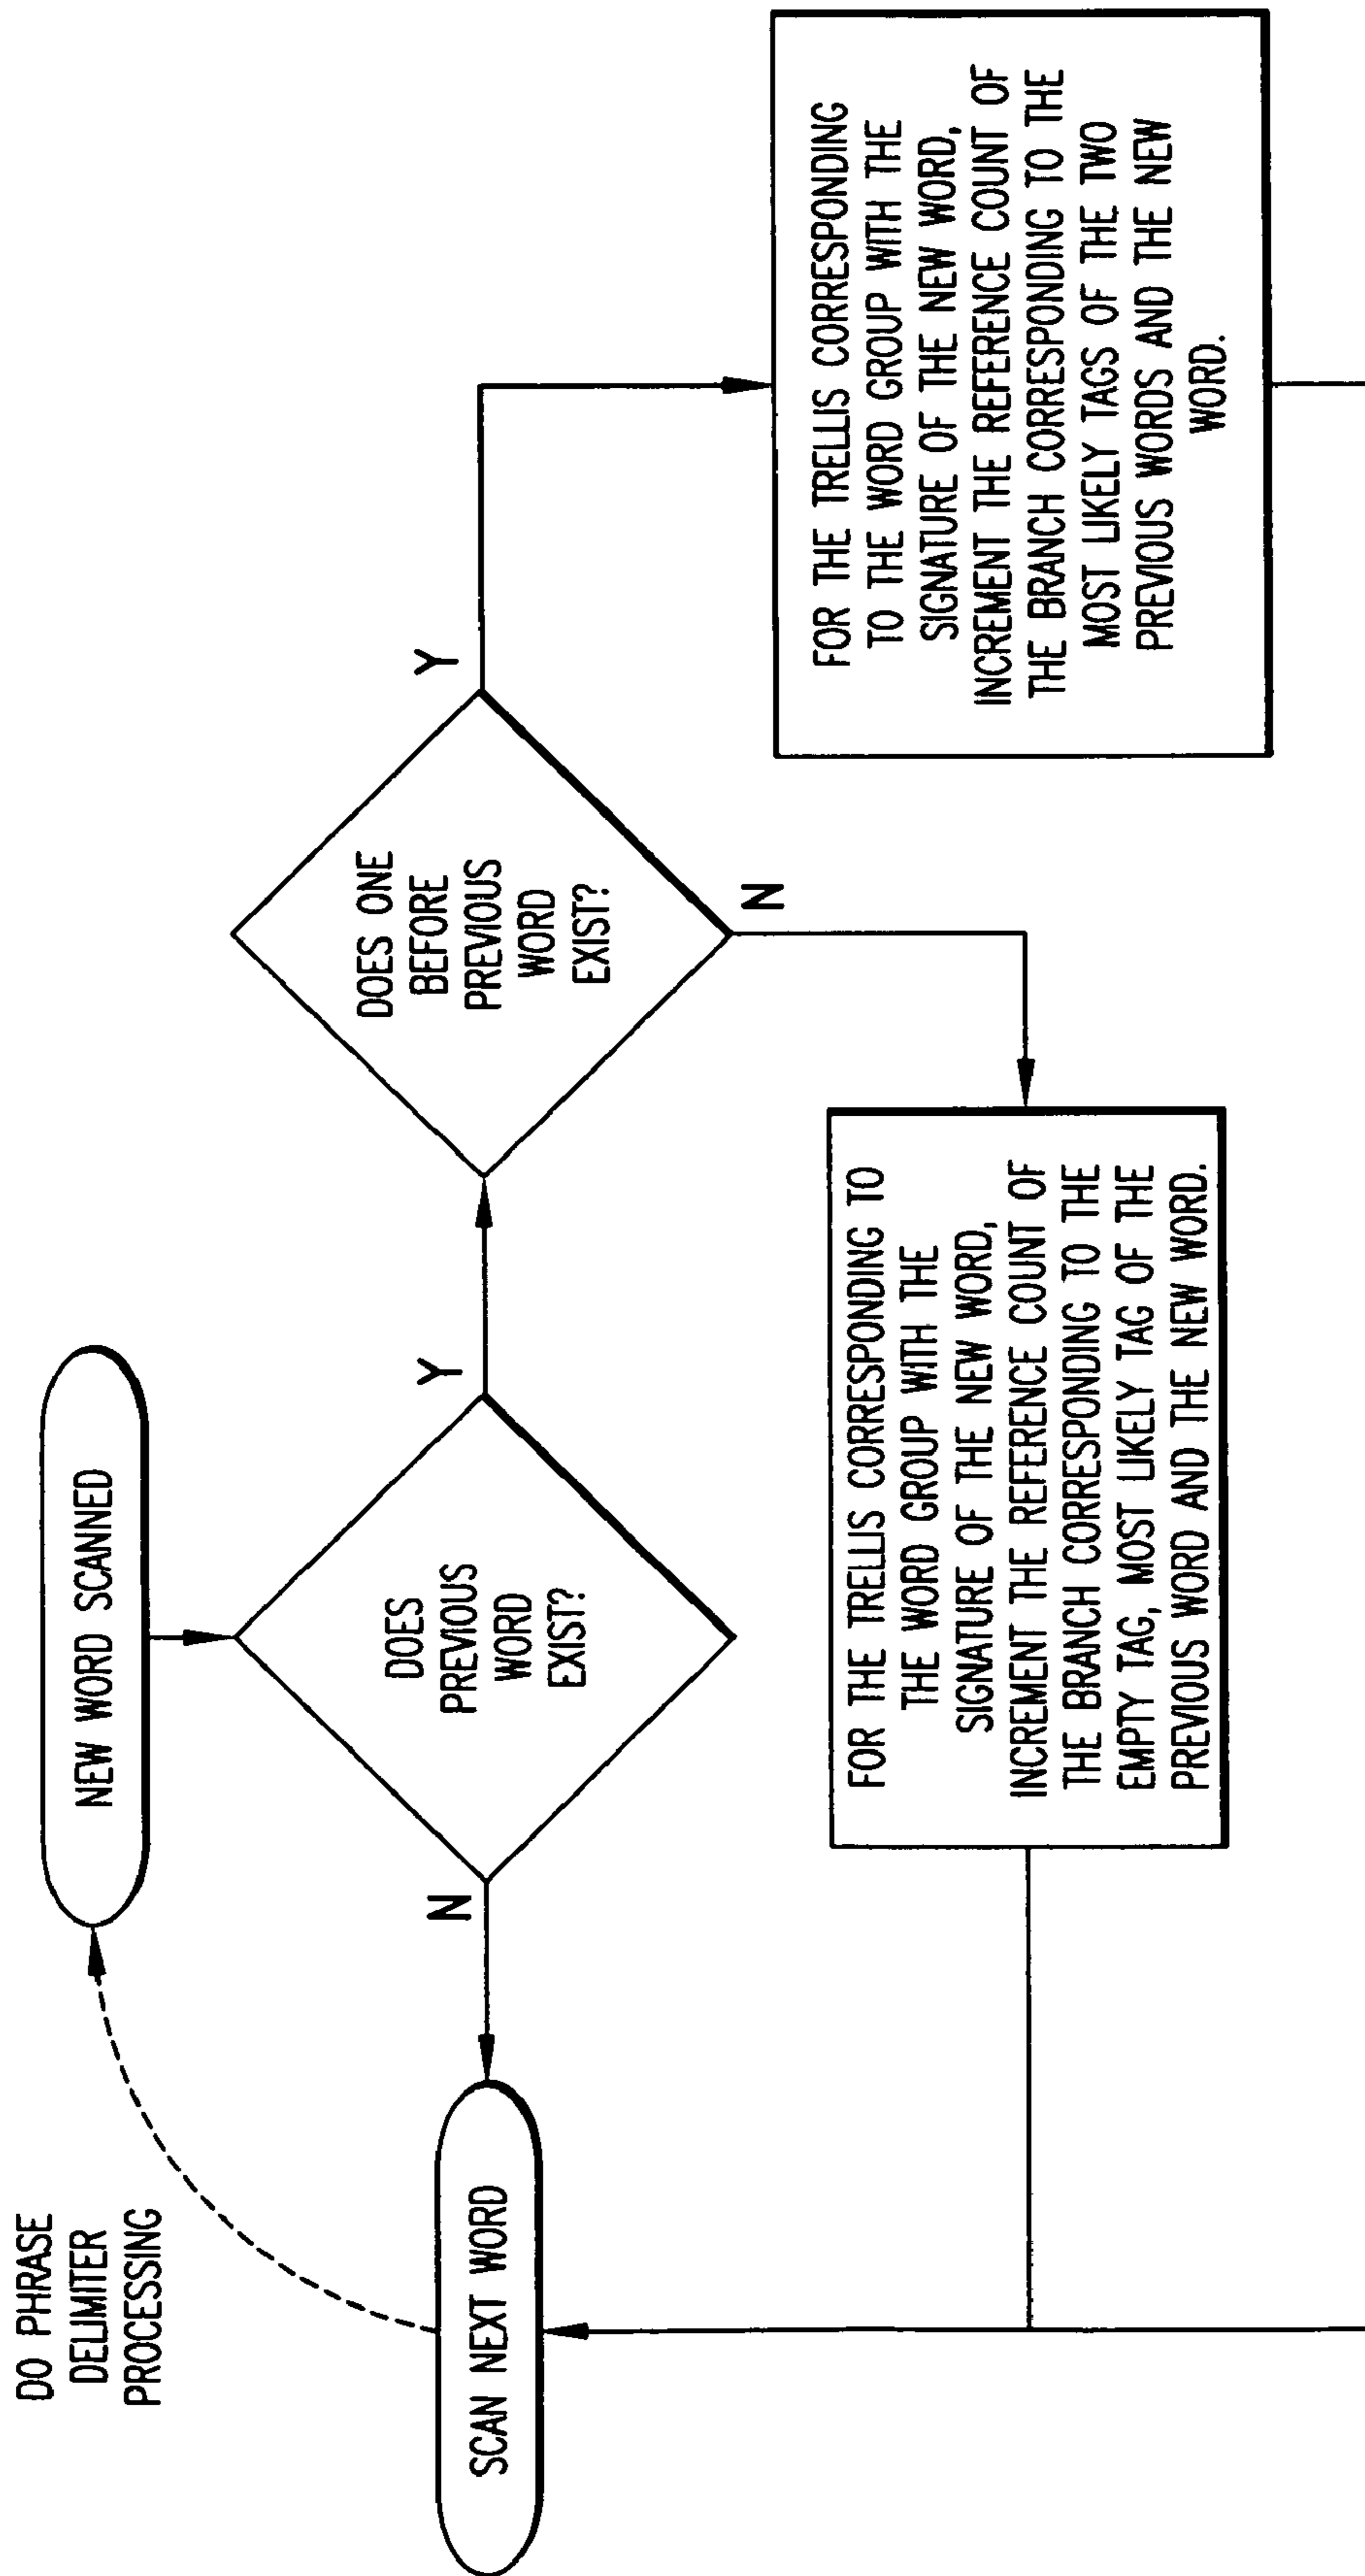 DO PHRASE
DELIMITER
PROCESSING
NEW WORD SCANNED
SCAN NEXT WORD
N
DOES
PREVIOUS
WORD
EXIST?
Y
DOES ONE
BEFORE
PREVIOUS
WORD
EXIST?
Y
N
FOR THE TRELLIS CORRESPONDING TO
THE WORD GROUP WITH THE
SIGNATURE OF THE NEW WORD,
INCREMENT THE REFERENCE COUNT OF
THE BRANCH CORRESPONDING TO THE
EMPTY TAG, MOST LIKELY TAG OF THE
PREVIOUS WORD AND THE NEW WORD.
FOR THE TRELLIS CORRESPONDING
TO THE WORD GROUP WITH THE
SIGNATURE OF THE NEW WORD,
INCREMENT THE REFERENCE COUNT OF
THE BRANCH CORRESPONDING TO THE
MOST LIKELY TAGS OF THE TWO
PREVIOUS WORDS AND THE NEW
WORD.